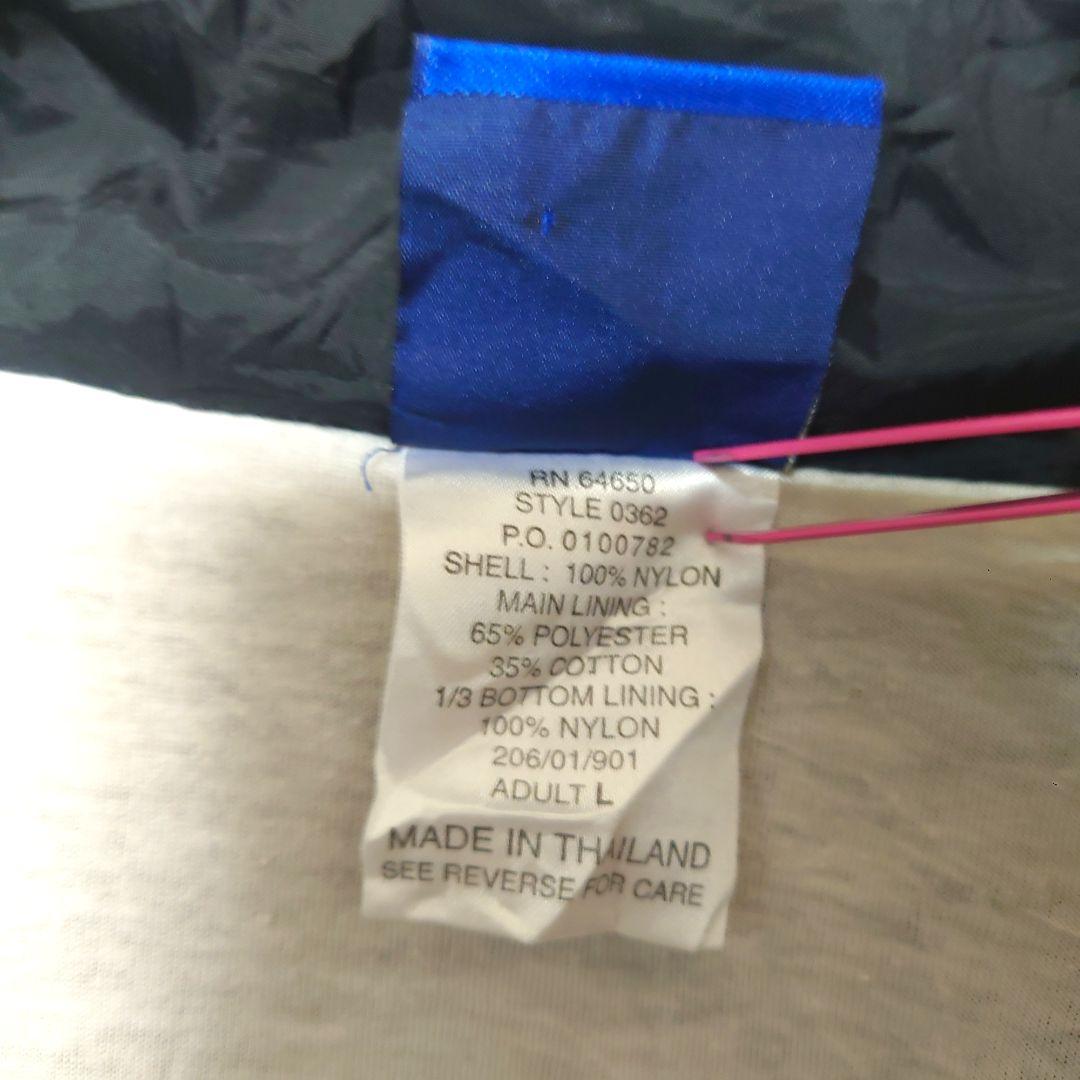 RN 64650
STYLE 0362
P.O. 0100782
SHELL : 100% NYLON
MAIN LINING :
65% POLYESTER
35% COTTON
1/3 BOTTOM LINING :
100% NYLON
206/01/901
ADULT L
MADE IN THAILAND
SEE REVERSE FOR CARE